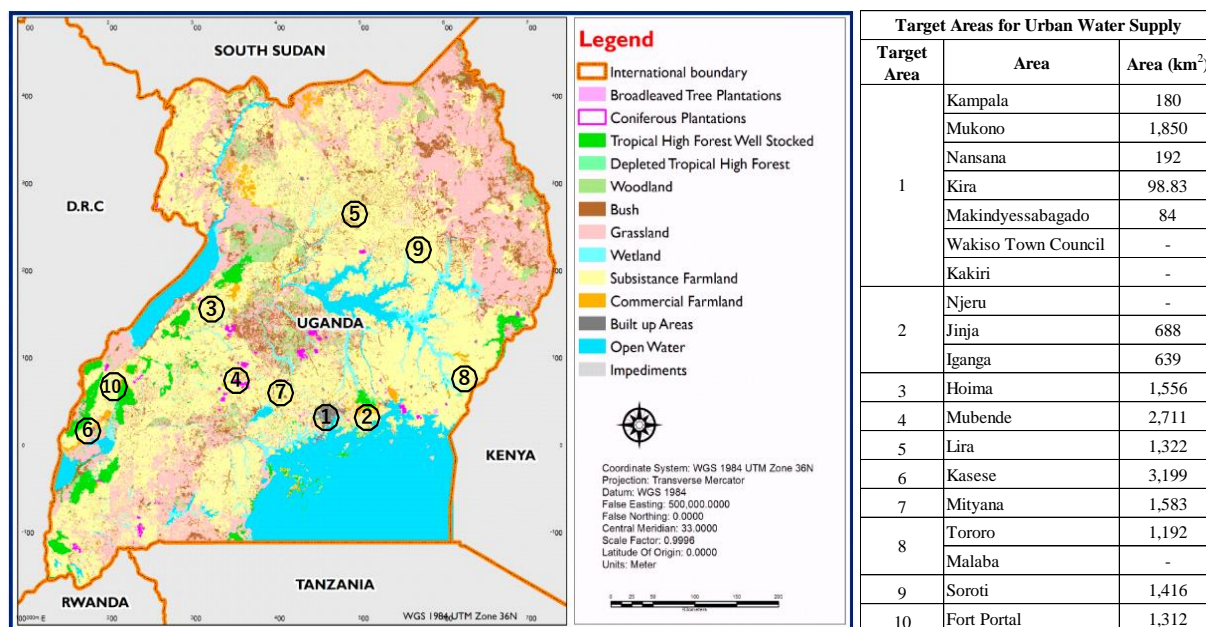 SOUTH SUDAN
D.R.C
UGANDA
KENYA
TANZANIA
RWANDA
WGS 1984 UTM Zone 36N
5
9
3
10
4
7
8
6
1
2
Legend
International boundary
Broadleaved Tree Plantations
Coniferous Plantations
Tropical High Forest Well Stocked
Depleted Tropical High Forest
Woodland
Bush
Grassland
Wetland
Subsistance Farmland
Commercial Farmland
Built up Areas
Open Water
Impediments
Coordinate System: WGS 1984 UTM Zone 36N
Projection: Transverse Mercator
Datum: WGS 1984
False Easting: 500,000.0000
False Northing: 0.0000
Central Meridian: 33.0000
Scale Factor: 0.9996
Latitude Of Origin: 0.0000
Units: Meter
0 25 50 100 150 200
Kilometers
Target Areas for Urban Water Supply
Target Area Area Area (km²)
1 Kampala 180
Mukono 1,850
Nansana 192
Kira 98.83
Makindyessabagado 84
Wakiso Town Council -
Kakiri -
2 Njeru -
Jinja 688
Iganga 639
3 Hoima 1,556
4 Mubende 2,711
5 Lira 1,322
6 Kasese 3,199
7 Mityana 1,583
8 Tororo 1,192
Malaba -
9 Soroti 1,416
10 Fort Portal 1,312